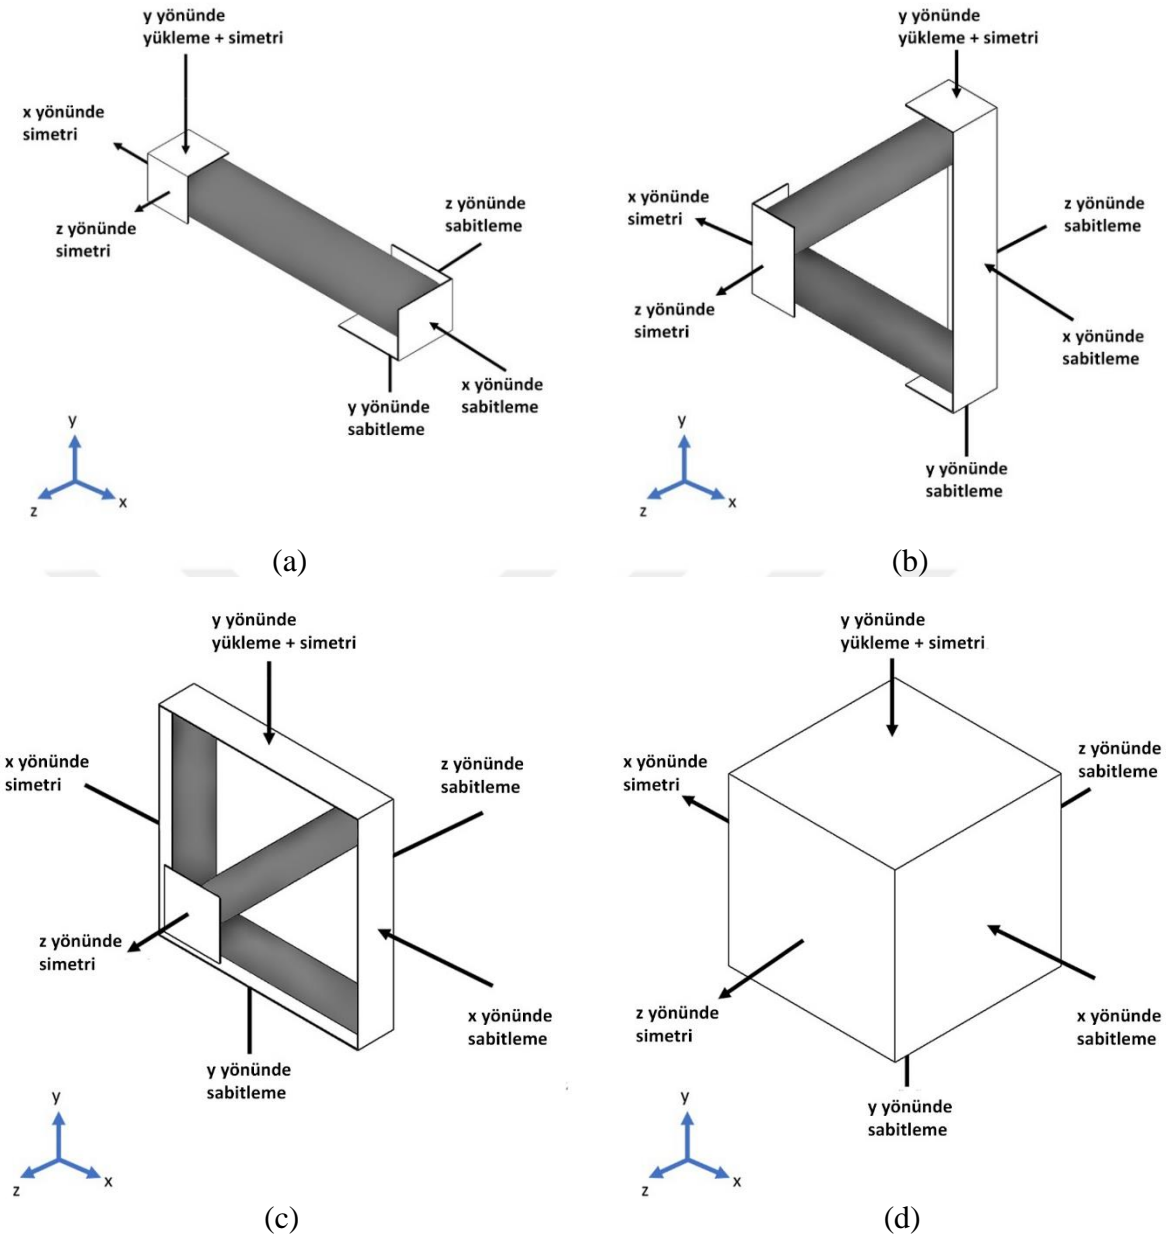 y yönünde
yükleme + simetri
x yönünde
simetri
z yönünde
simetri
z yönünde
sabitleme
x yönünde
sabitleme
y yönünde
sabitleme
y
z
x
(a)
y yönünde
yükleme + simetri
x yönünde
simetri
z yönünde
simetri
z yönünde
sabitleme
x yönünde
sabitleme
y yönünde
sabitleme
y
z
x
(b)
y yönünde
yükleme + simetri
x yönünde
simetri
z yönünde
sabitleme
z yönünde
simetri
x yönünde
sabitleme
y yönünde
sabitleme
y
z
x
(c)
y yönünde
yükleme + simetri
x yönünde
simetri
z yönünde
sabitleme
z yönünde
simetri
x yönünde
sabitleme
y yönünde
sabitleme
y
z
x
(d)